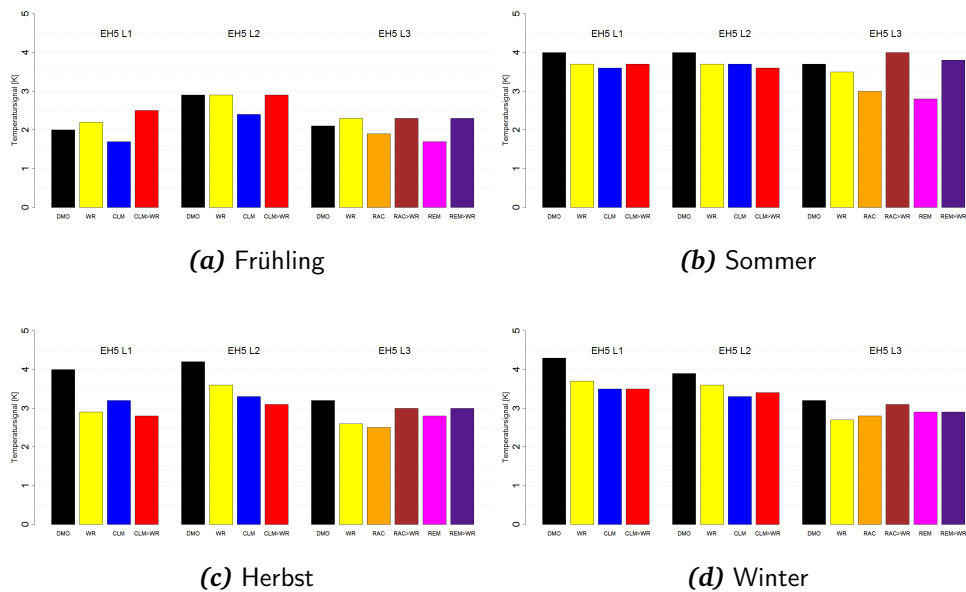 5
4
3
2
1
0
Temperatursignal [K]
EH5 L1 EH5 L2 EH5 L3
DMO WR CLM CLM>WR DMO WR CLM CLM>WR DMO WR RAC RAC>WR REM REM>WR
(a) Frühling
5
4
3
2
1
0
Temperatursignal [K]
EH5 L1 EH5 L2 EH5 L3
DMO WR CLM CLM>WR DMO WR CLM CLM>WR DMO WR RAC RAC>WR REM REM>WR
(b) Sommer
5
4
3
2
1
0
Temperatursignal [K]
EH5 L1 EH5 L2 EH5 L3
DMO WR CLM CLM>WR DMO WR CLM CLM>WR DMO WR RAC RAC>WR REM REM>WR
(c) Herbst
5
4
3
2
1
0
Temperatursignal [K]
EH5 L1 EH5 L2 EH5 L3
DMO WR CLM CLM>WR DMO WR CLM CLM>WR DMO WR RAC RAC>WR REM REM>WR
(d) Winter